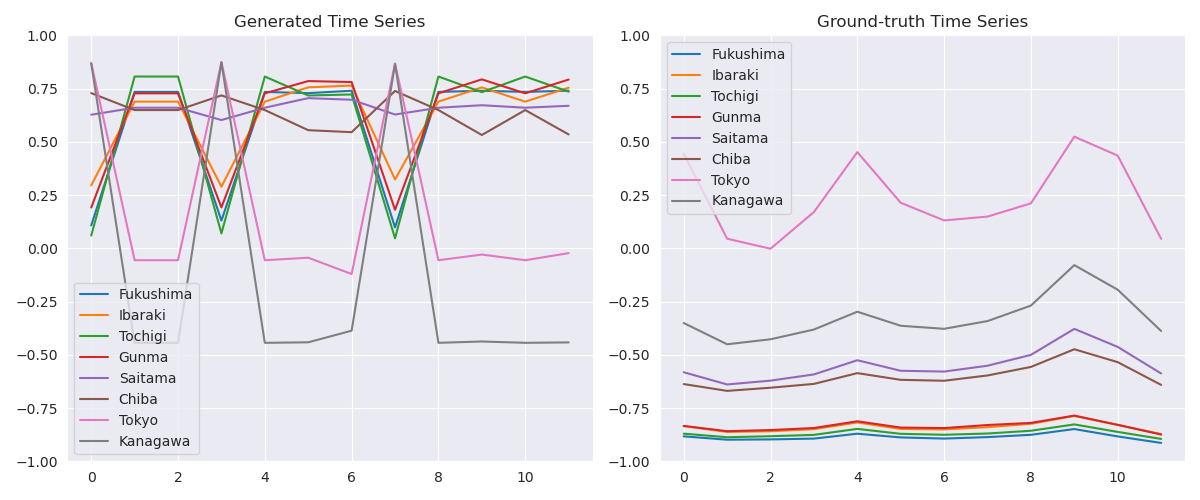 Generated Time Series
1.00
0.75
0.50
0.25
0.00
−0.25
−0.50
−0.75
−1.00
0 2 4 6 8 10
Fukushima
Ibaraki
Tochigi
Gunma
Saitama
Chiba
Tokyo
Kanagawa
Ground-truth Time Series
1.00
0.75
0.50
0.25
0.00
−0.25
−0.50
−0.75
−1.00
0 2 4 6 8 10
Fukushima
Ibaraki
Tochigi
Gunma
Saitama
Chiba
Tokyo
Kanagawa